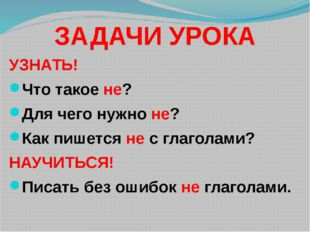 ЗАДАЧИ УРОКА
УЗНАТЬ!
Что такое не?
Для чего нужно не?
Как пишется не с глаголами?
НАУЧИТЬСЯ!
Писать без ошибок не глаголами.